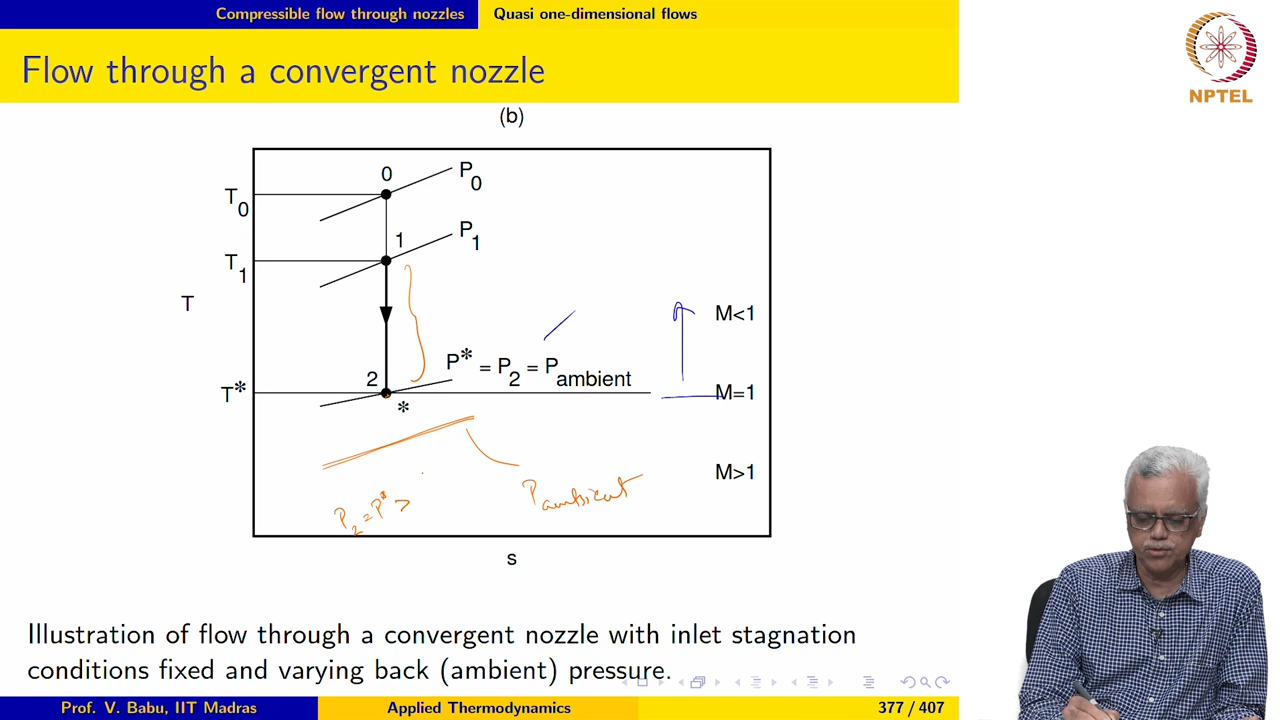 Compressible flow through nozzles Quasi one-dimensional flows
Flow through a convergent nozzle
NPTEL
(b)
0
P0
T0
1
P1
T1
T
M<1
P* = P2 = Pambient
2
T*
M=1
*
M>1
Pambient
P2 = P* >
s
Illustration of flow through a convergent nozzle with inlet stagnation
conditions fixed and varying back (ambient) pressure.
Prof. V. Babu, IIT Madras Applied Thermodynamics 377 / 407